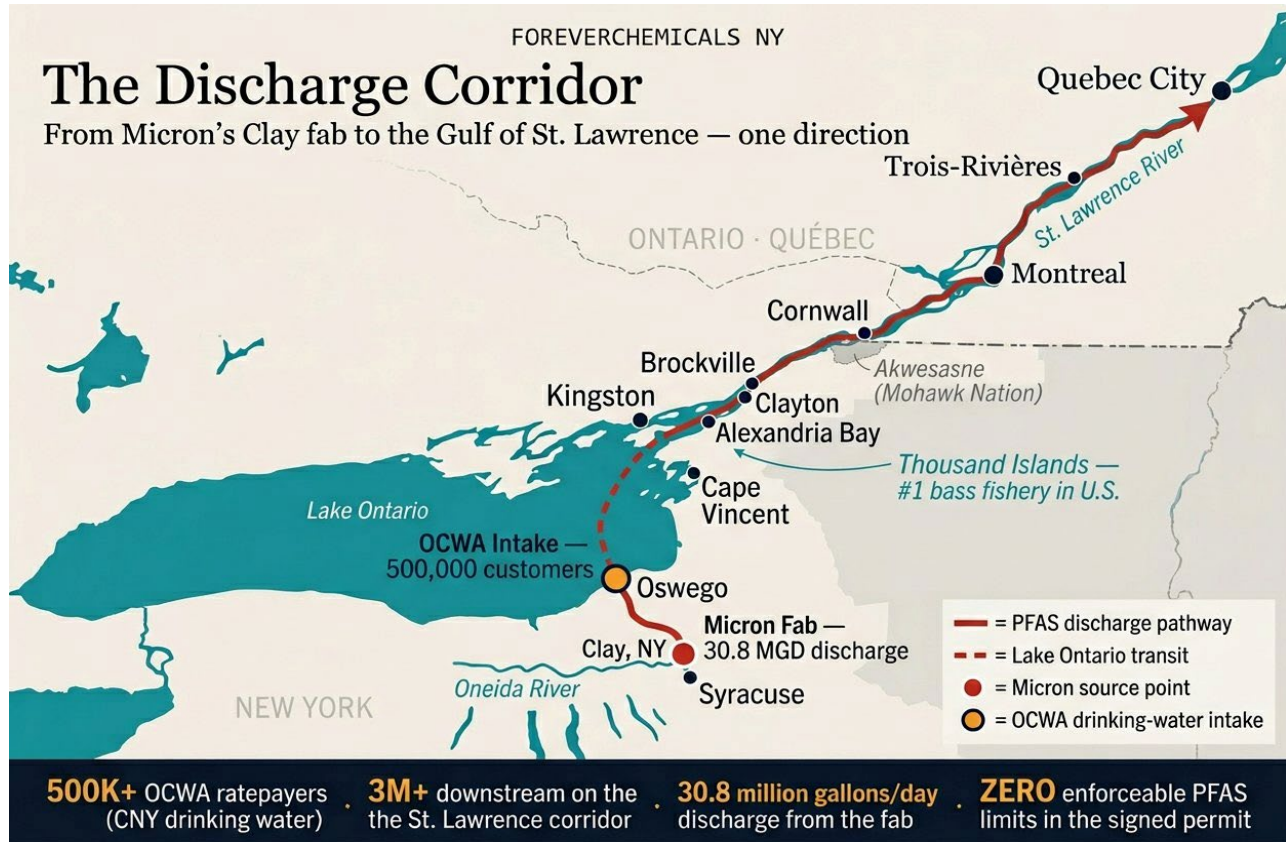 FOREVERCHEMICALS NY
The Discharge Corridor
From Micron's Clay fab to the Gulf of St. Lawrence — one direction
Quebec City
Trois-Rivières
St. Lawrence River
ONTARIO · QUÉBEC
Montreal
Cornwall
Akwesasne
(Mohawk Nation)
Brockville
Kingston
Clayton
Alexandria Bay
Thousand Islands —
#1 bass fishery in U.S.
Cape
Vincent
Lake Ontario
OCWA Intake —
500,000 customers
Oswego
Micron Fab —
30.8 MGD discharge
Clay, NY
Oneida River
Syracuse
NEW YORK
= PFAS discharge pathway
= Lake Ontario transit
= Micron source point
= OCWA drinking-water intake
500K+ OCWA ratepayers
(CNY drinking water)
·
3M+ downstream on the
the St. Lawrence corridor
·
30.8 million gallons/day
discharge from the fab
·
ZERO enforceable PFAS
limits in the signed permit